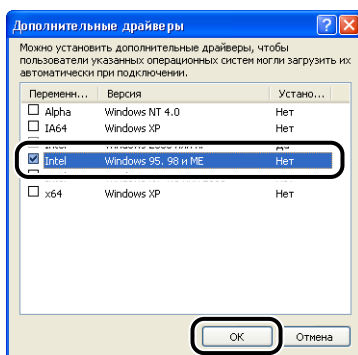 Дополнительные драйверы
Можно установить дополнительные драйверы, чтобы
пользователи указанных операционных систем могли загрузить их
автоматически при подключении.
Переменн... Версия Устано...
Alpha Windows NT 4.0 Нет
IA64 Windows XP Нет
Intel Windows 95, 98 и ME Нет
x64 Windows XP Нет
OK Отмена